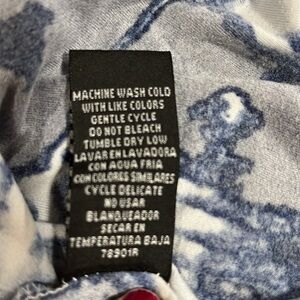 MACHINE WASH COLD
WITH LIKE COLORS
GENTLE CYCLE
DO NOT BLEACH
TUMBLE DRY LOW
LAVAR EN LAVADORA
CON AQUA FRIA
CON COLORES SIMILARES
CYCLE DELICATE
NO USAR
BLANQUEADOR
SECAR EN
TEMPERATURA BAJA
78901R